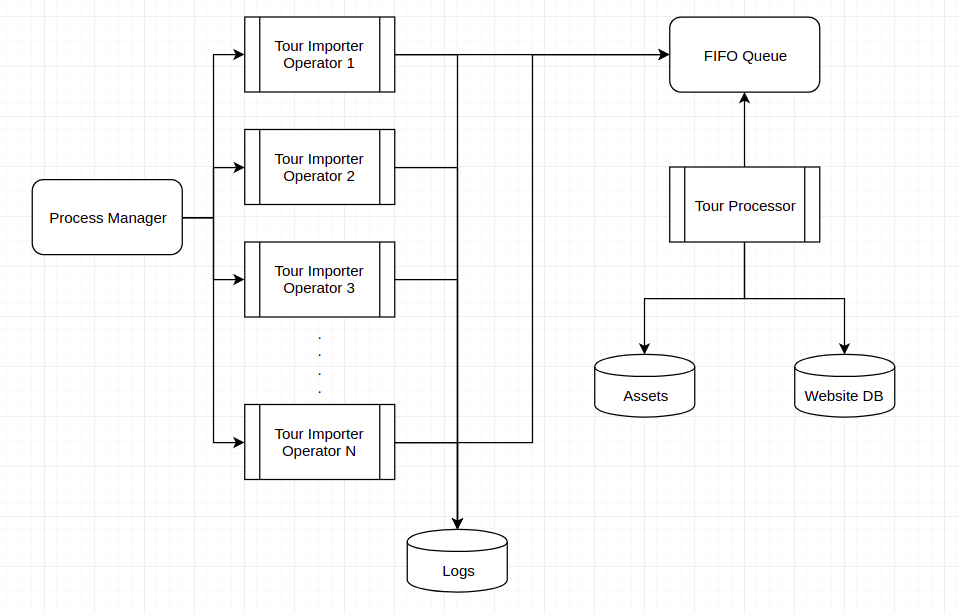 Tour Importer
Operator 1
FIFO Queue
Tour Importer
Operator 2
Process Manager
Tour Processor
Tour Importer
Operator 3
.
.
.
.
Assets
Website DB
Tour Importer
Operator N
Logs